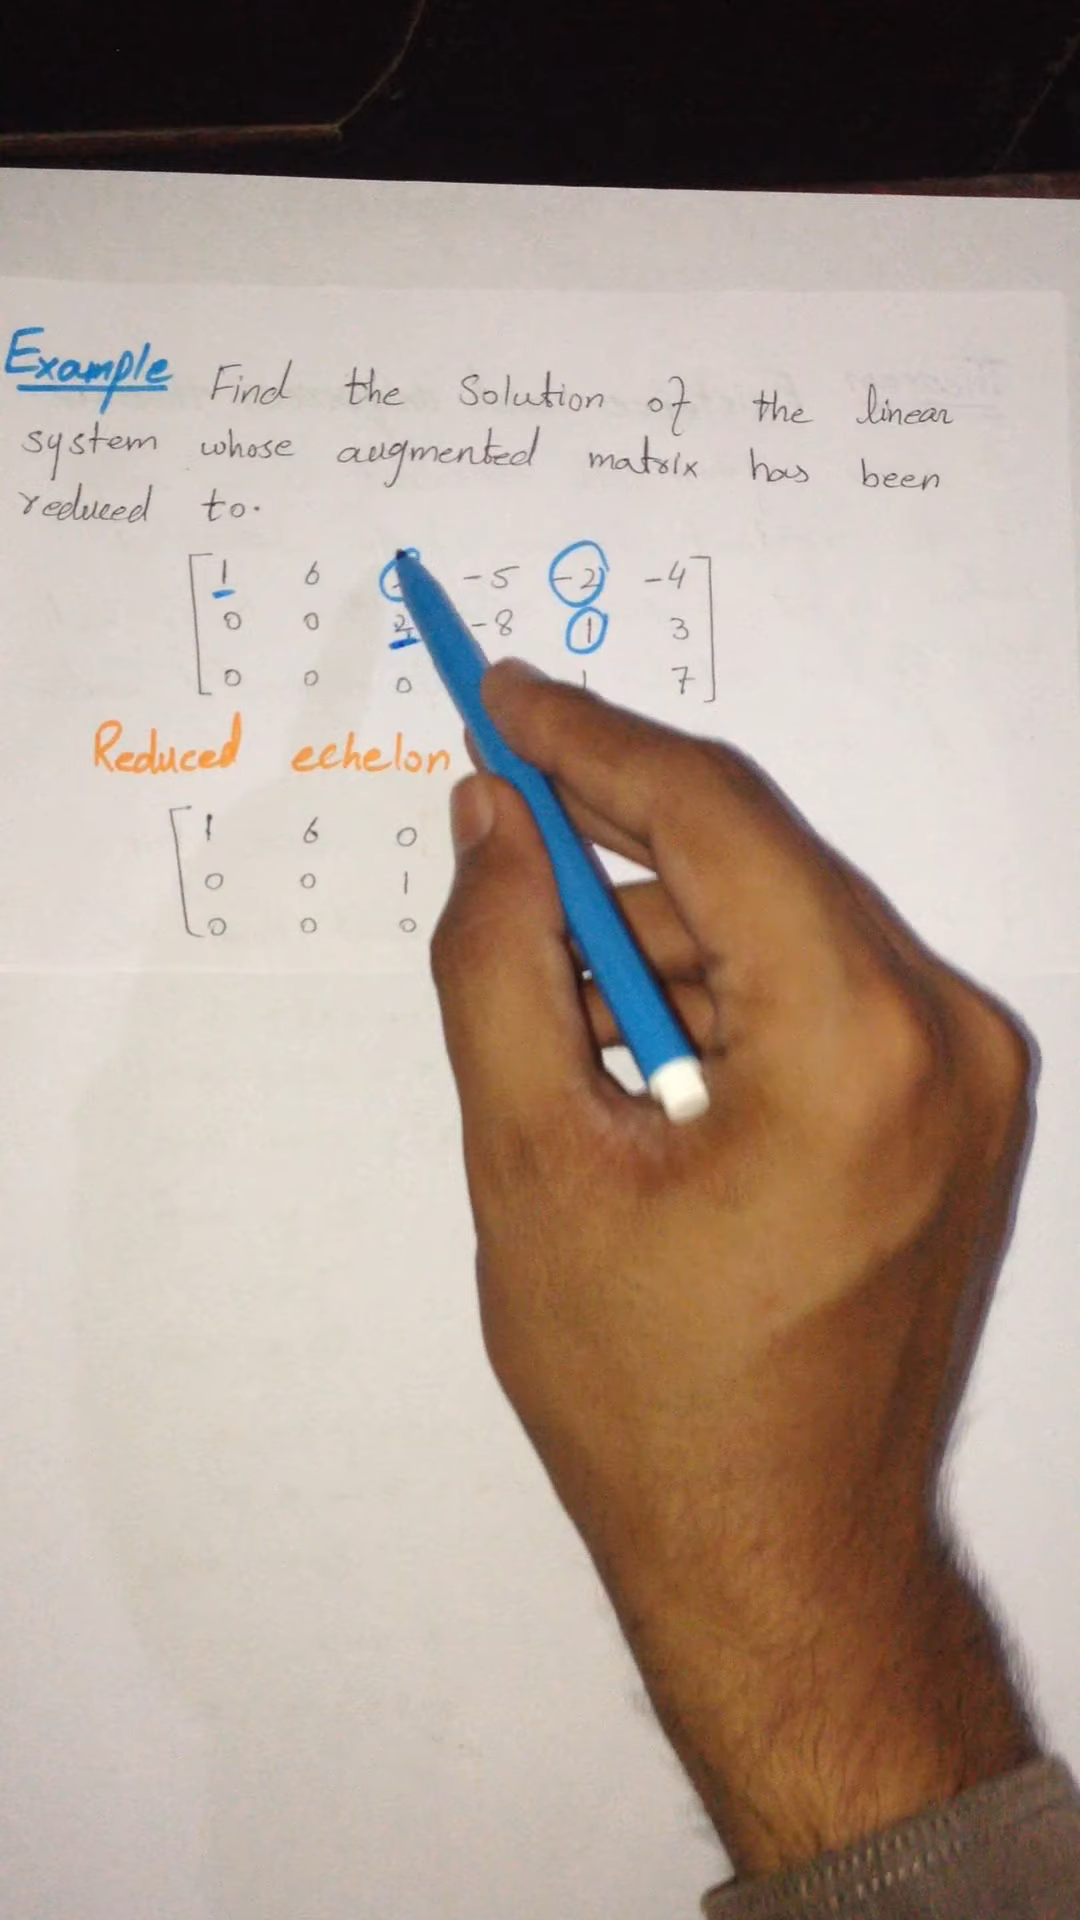 Example Find the Solution of the linear
system whose augmented matrix has been
reduced to.
1 6 -5 -2 -4
0 0 2 -8 1 3
0 0 0 1 7
Reduced echelon
1 6 0
0 0 1
0 0 0